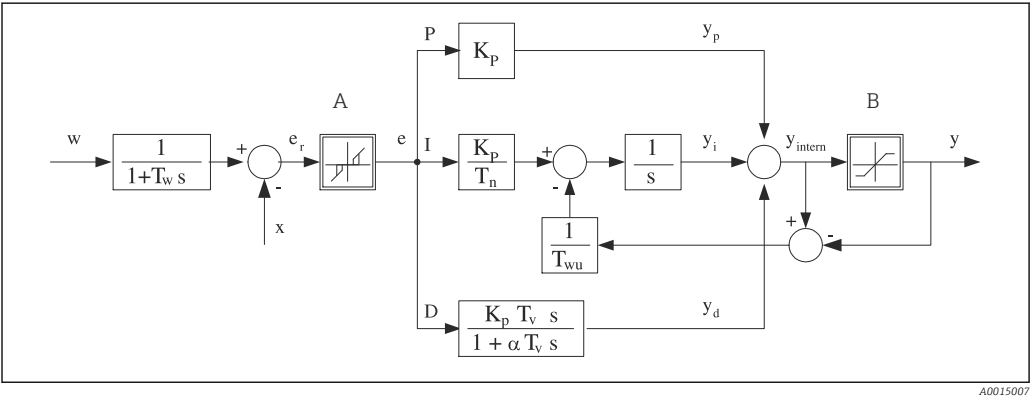 P
K_P
y_p
A
B
w
1
1+T_w s
+
-
e_r
e
I
K_P
T_n
+
-
1
s
y_i
y_intern
y
x
1
T_wu
+
-
D
K_p T_v s
1 + α T_v s
y_d
A0015007